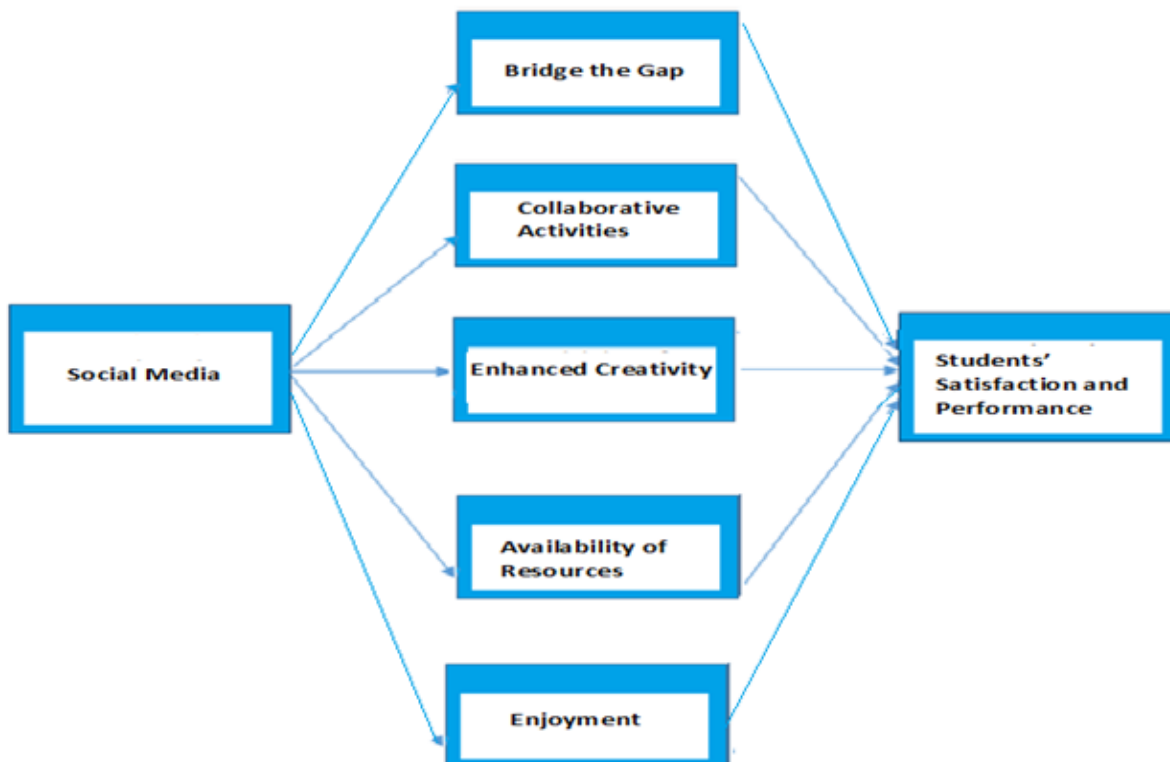 Bridge the Gap
Collaborative
Activities
Social Media
Enhanced Creativity
Students’
Satisfaction and
Performance
Availability of
Resources
Enjoyment